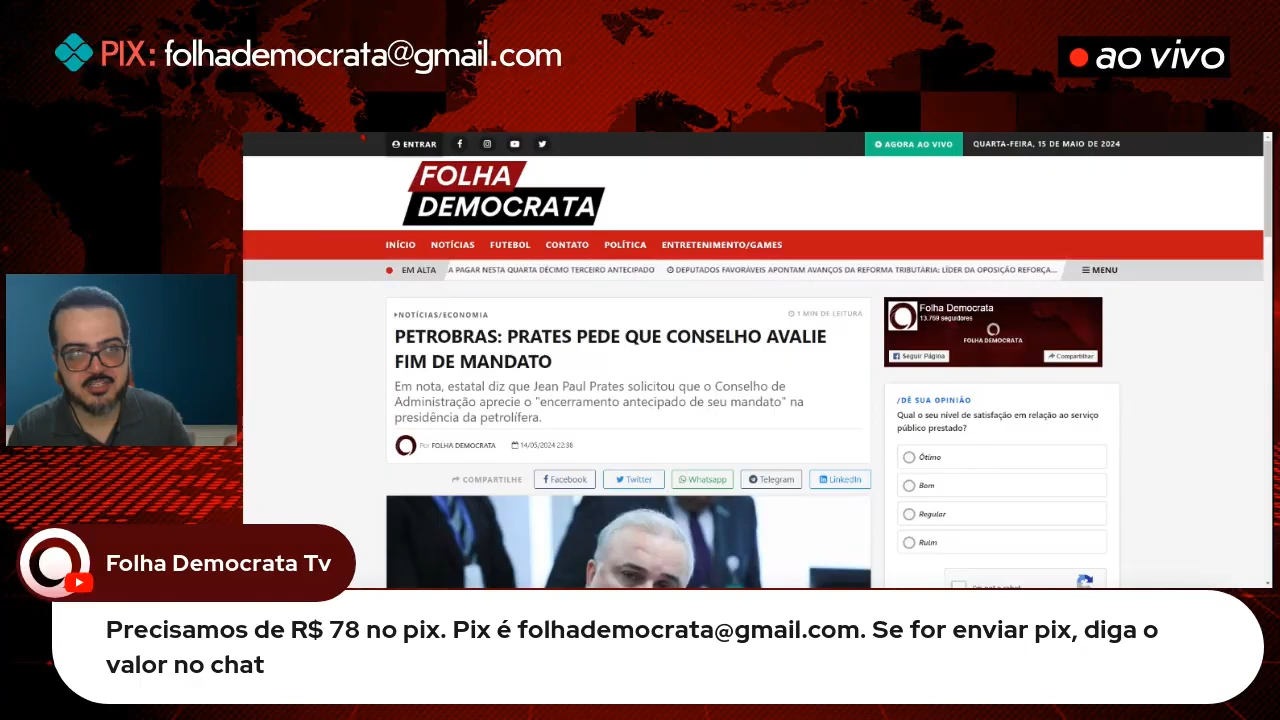 PIX: folhademocrata@gmail.com
ao vivo
ENTRAR
AGORA AO VIVO
QUARTA-FEIRA, 15 DE MAIO DE 2024
FOLHA
DEMOCRATA
INÍCIO NOTÍCIAS FUTEBOL CONTATO POLÍTICA ENTRETENIMENTO/GAMES
EM ALTA
A PAGAR NESTA QUARTA DÉCIMO TERCEIRO ANTECIPADO
DEPUTADOS FAVORÁVEIS APONTAM AVANÇOS DA REFORMA TRIBUTÁRIA; LÍDER DA OPOSIÇÃO REFORÇA...
MENU
NOTÍCIAS/ECONOMIA
1 MIN DE LEITURA
PETROBRAS: PRATES PEDE QUE CONSELHO AVALIE
FIM DE MANDATO
Em nota, estatal diz que Jean Paul Prates solicitou que o Conselho de
Administração aprecie o "encerramento antecipado de seu mandato" na
presidência da petrolífera.
Por FOLHA DEMOCRATA
14/05/2024 22:38
COMPARTILHE
Facebook
Twitter
Whatsapp
Telegram
LinkedIn
Folha Democrata
13.769 seguidores
FOLHA DEMOCRATA
Seguir Página
Compartilhar
/DÊ SUA OPINIÃO
Qual o seu nível de satisfação em relação ao serviço
público prestado?
Ótimo
Bom
Regular
Ruim
Folha Democrata Tv
Precisamos de R$ 78 no pix. Pix é folhademocrata@gmail.com. Se for enviar pix, diga o
valor no chat